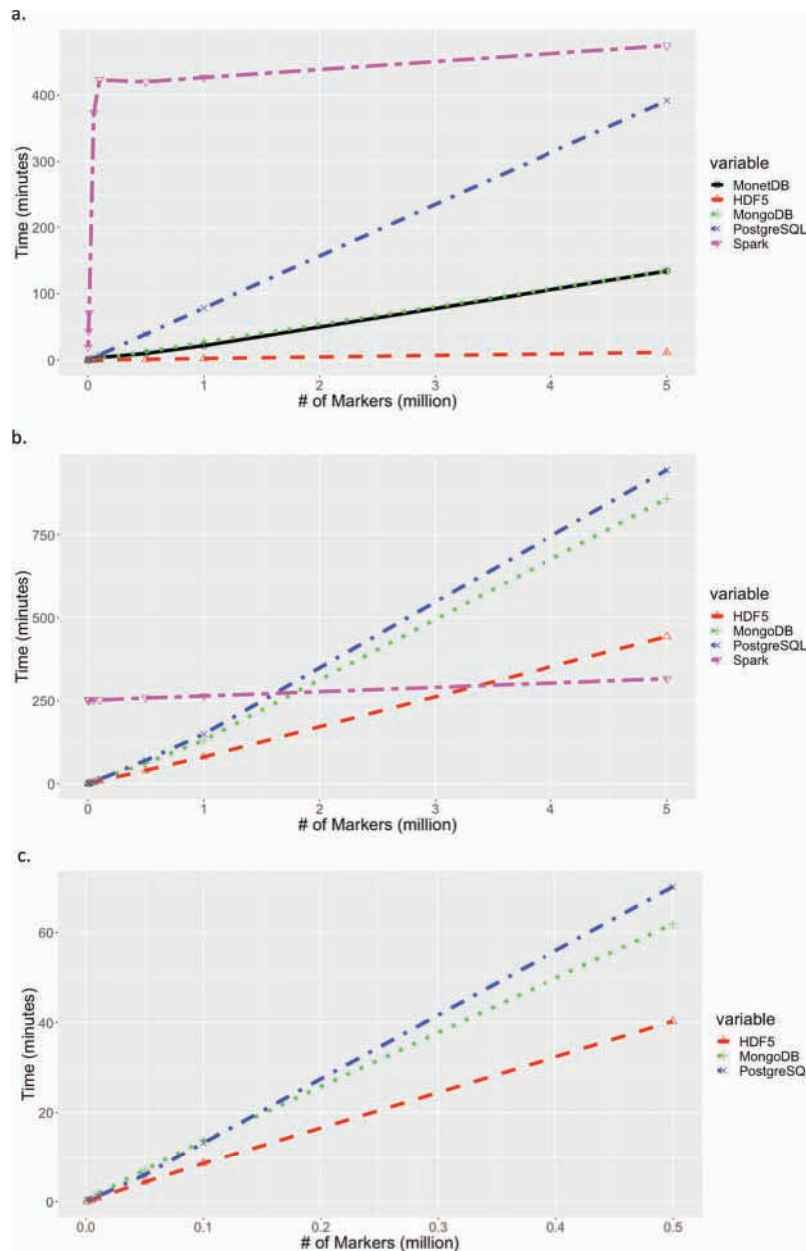 a.
400
300
200
100
0
Time (minutes)
0 1 2 3 4 5
# of Markers (million)
variable
MonetDB
HDF5
MongoDB
PostgreSQL
Spark
b.
750
500
250
0
Time (minutes)
0 1 2 3 4 5
# of Markers (million)
variable
HDF5
MongoDB
PostgreSQL
Spark
c.
60
40
20
0
Time (minutes)
0.0 0.1 0.2 0.3 0.4 0.5
# of Markers (million)
variable
HDF5
MongoDB
PostgreSQ